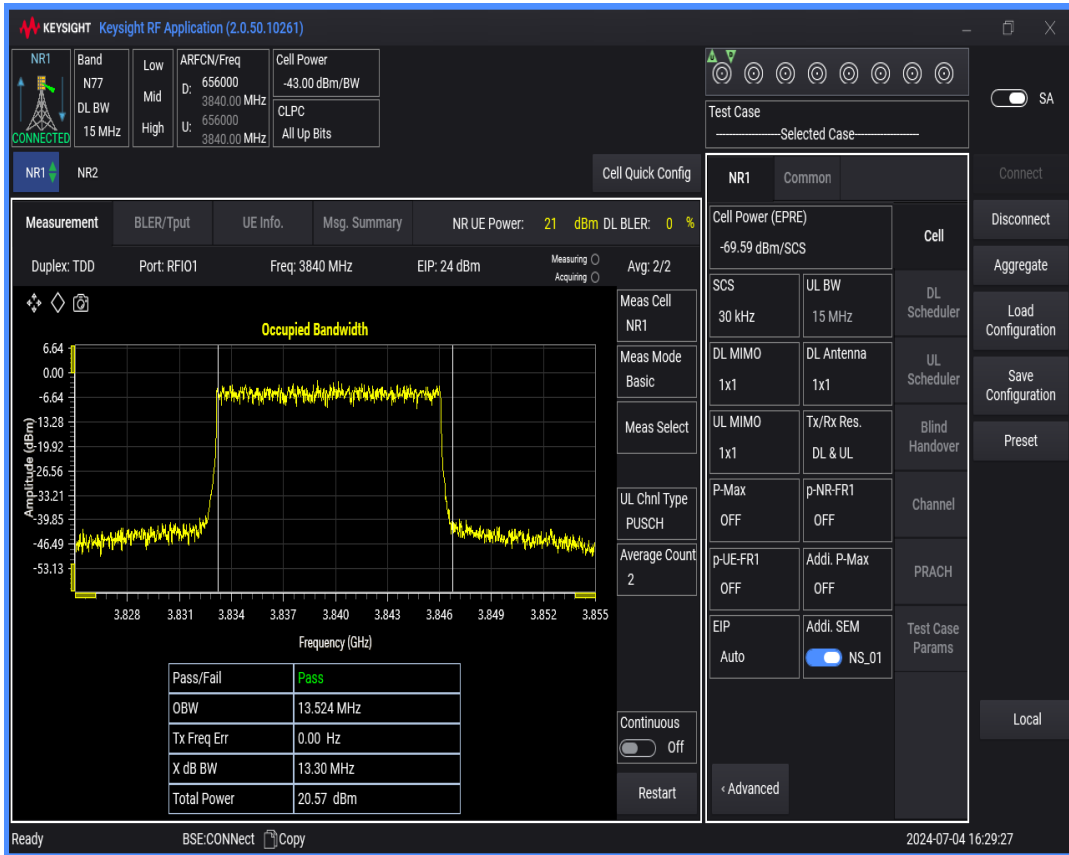 KEYSIGHT Keysight RF Application (2.0.50.10261)
NR1
CONNECTED
Band
N77
DL BW
15 MHz
Low
Mid
High
ARFCN/Freq
D: 656000
3840.00 MHz
U: 656000
3840.00 MHz
Cell Power
-43.00 dBm/BW
CLPC
All Up Bits
Test Case
Selected Case
SA
NR1 NR2 Cell Quick Config
Measurement BLER/Tput UE Info. Msg. Summary NR UE Power: 21 dBm DL BLER: 0 %
Duplex: TDD Port: RFIO1 Freq: 3840 MHz EIP: 24 dBm Measuring Avg: 2/2
Acquiring
Occupied Bandwidth
Amplitude (dBm)
6.64
0.00
-6.64
-13.28
-19.92
-26.56
-33.21
-39.85
-46.49
-53.13
3.828 3.831 3.834 3.837 3.840 3.843 3.846 3.849 3.852 3.855
Frequency (GHz)
Pass/Fail Pass
OBW 13.524 MHz
Tx Freq Err 0.00 Hz
X dB BW 13.30 MHz
Total Power 20.57 dBm
Meas Cell
NR1
Meas Mode
Basic
Meas Select
UL Chnl Type
PUSCH
Average Count
2
Continuous
Off
Restart
NR1 Common
Cell Power (EPRE)
-69.59 dBm/SCS
SCS
30 kHz
UL BW
15 MHz
DL MIMO
1x1
DL Antenna
1x1
UL MIMO
1x1
Tx/Rx Res.
DL & UL
P-Max
OFF
p-NR-FR1
OFF
p-UE-FR1
OFF
Addi. P-Max
OFF
EIP
Auto
Addi. SEM
NS_01
‹ Advanced
Cell
DL
Scheduler
UL
Scheduler
Blind
Handover
Channel
PRACH
Test Case
Params
Connect
Disconnect
Aggregate
Load
Configuration
Save
Configuration
Preset
Local
Ready BSE:CONNect Copy 2024-07-04 16:29:27